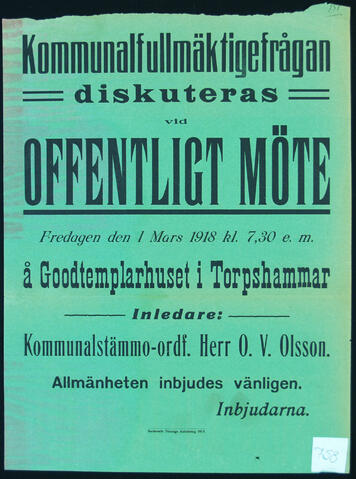 Kommunalfullmäktigefrågan
diskuteras
vid
OFFENTLIGT MÖTE
Fredagen den 1 Mars 1918 kl. 7,30 e. m.
å Goodtemplarhuset i Torpshammar
Inledare:
Kommunalstämmo-ordf. Herr O. V. Olsson.
Allmänheten inbjudes vänligen.
Inbjudarna.
758